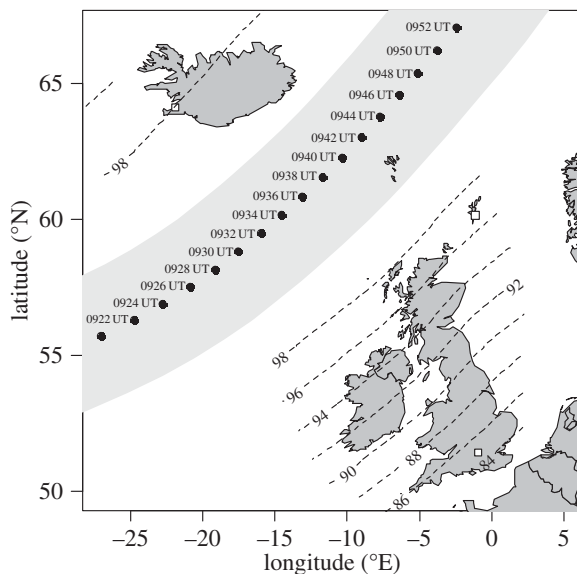 0952 UT
0950 UT
0948 UT
0946 UT
0944 UT
0942 UT
0940 UT
0938 UT
0936 UT
0934 UT
0932 UT
0930 UT
0928 UT
0926 UT
0924 UT
0922 UT
98
98
96
94
92
90
88
86
84
65
60
55
50
latitude (°N)
–25 –20 –15 –10 –5 0 5
longitude (°E)